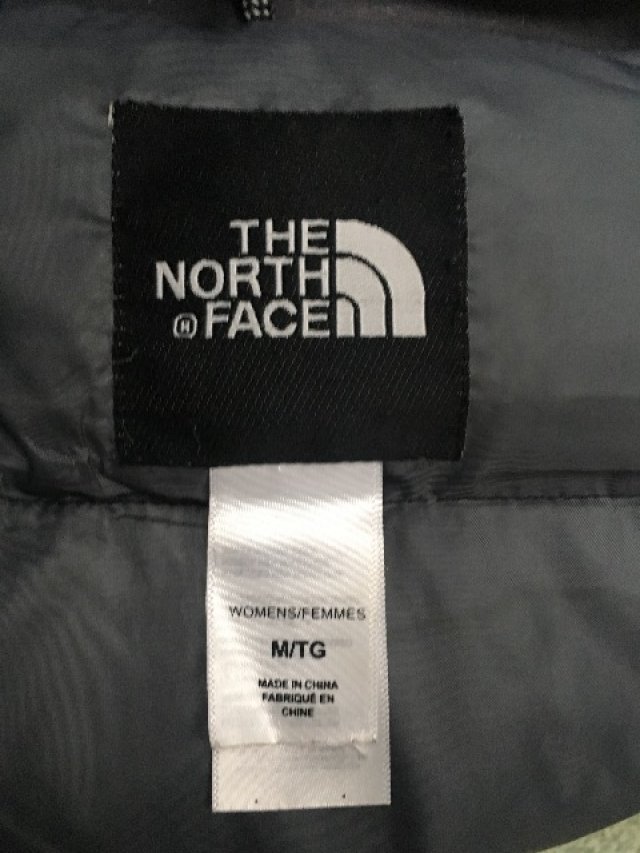 THE
NORTH
® FACE
WOMENS/FEMMES
M/TG
MADE IN CHINA
FABRIQUÉ EN
CHINE